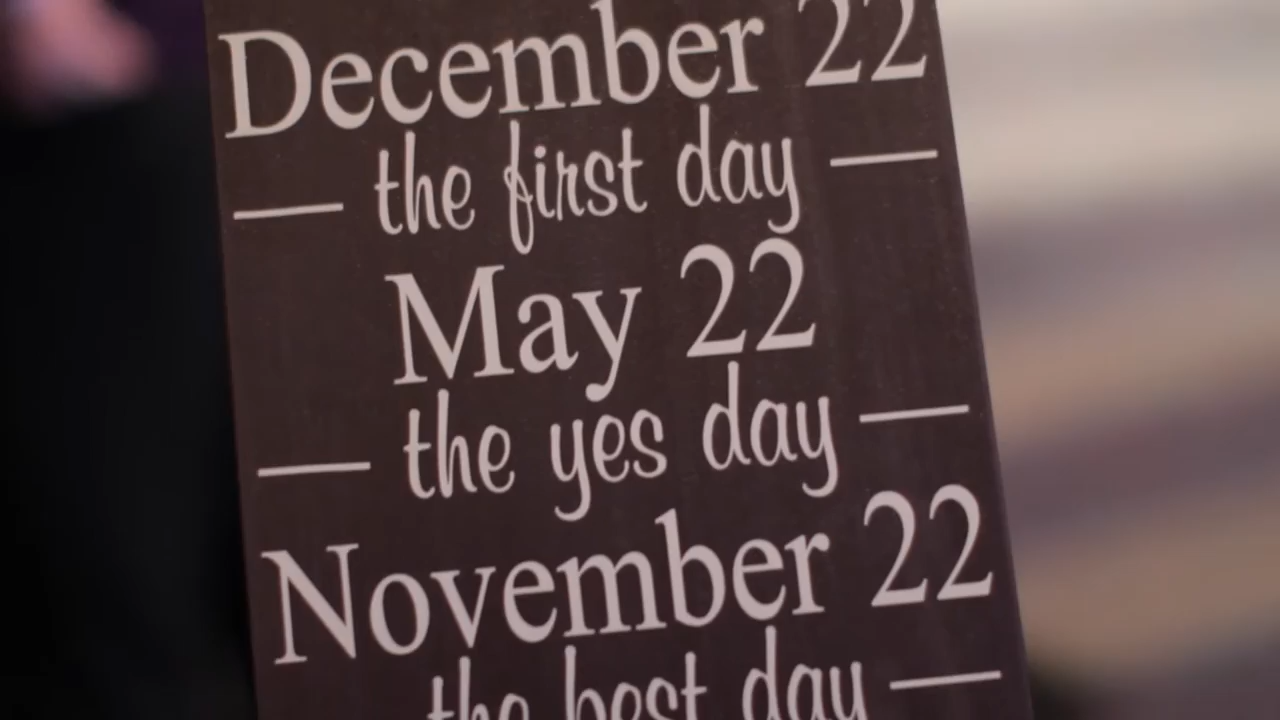 December 22
the first day
May 22
the yes day
November 22
the best day